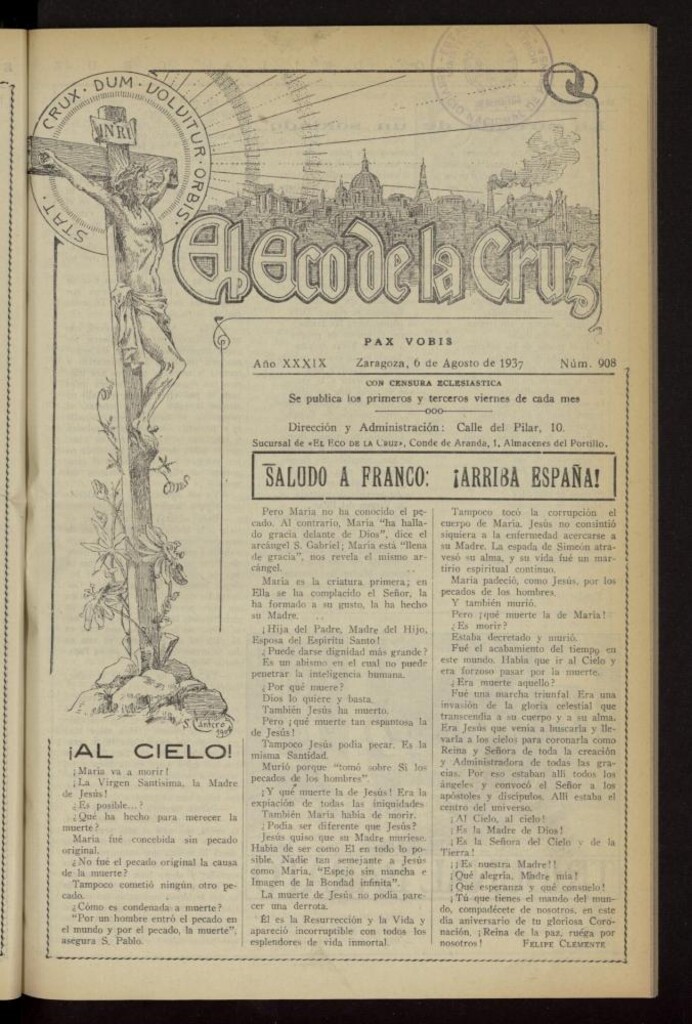 STAT · CRUX · DUM · VOLVITUR · ORBIS
INRI
El Eco de la Cruz
PAX VOBIS
Año XXXIX Zaragoza, 6 de Agosto de 1937 Núm. 908
CON CENSURA ECLESIASTICA
Se publica los primeros y terceros viernes de cada mes
Dirección y Administración: Calle del Pilar, 10.
Sucursal de «EL ECO DE LA CRUZ», Conde de Aranda, 1, Almacenes del Portillo.
SALUDO A FRANCO: ¡ARRIBA ESPAÑA!
¡AL CIELO!
¡María va a morir!
¡La Virgen Santísima, la Madre
de Jesús!
¿Es posible...?
¿Qué ha hecho para merecer la
muerte?
María fué concebida sin pecado
original.
¿No fué el pecado original la causa
de la muerte?
Tampoco cometió ningún otro pe-
cado.
¿Cómo es condenada a muerte?
"Por un hombre entró el pecado en
el mundo y por el pecado, la muerte",
asegura S. Pablo.
Pero María no ha conocido el pe-
cado. Al contrario, María "ha halla-
do gracia delante de Dios", dice el
arcángel S. Gabriel; María está "llena
de gracia", nos revela el mismo ar-
cángel.
María es la criatura primera; en
Ella se ha complacido el Señor, la
ha formado a su gusto, la ha hecho
su Madre.
¡Hija del Padre, Madre del Hijo,
Esposa del Espíritu Santo!
¿Puede darse dignidad más grande?
Es un abismo en el cual no puede
penetrar la inteligencia humana.
¿Por qué muere?
Dios lo quiere y basta.
También Jesús ha muerto.
Pero ¡qué muerte tan espantosa la
de Jesús!
Tampoco Jesús podía pecar. Es la
misma Santidad.
Murió porque "tomó sobre Sí los
pecados de los hombres".
¡Y qué muerte la de Jesús! Era la
expiación de todas las iniquidades
También María había de morir.
¿Podía ser diferente que Jesús?
Jesús quiso que su Madre muriese.
Había de ser como El en todo lo po-
sible. Nadie tan semejante a Jesús
como María, "Espejo sin mancha e
Imagen de la Bondad infinita".
La muerte de Jesús no podía pare-
cer una derrota.
Él es la Resurrección y la Vida y
apareció incorruptible con todos los
esplendores de vida inmortal.
Tampoco tocó la corrupción el
cuerpo de María. Jesús no consintió
siquiera a la enfermedad acercarse a
su Madre. La espada de Simeón atra-
vesó su alma, y su vida fué un mar-
tirio espiritual continuo.
María padeció, como Jesús, por los
pecados de los hombres.
Y también murió.
Pero ¡qué muerte la de María!
¿Es morir?
Estaba decretado y murió.
Fué el acabamiento del tiempo en
este mundo. Había que ir al Cielo y
era forzoso pasar por la muerte.
¿Era muerte aquello?
Fué una marcha triunfal. Era una
invasión de la gloria celestial que
transcendía a su cuerpo y a su alma.
Era Jesús que venía a buscarla y lle-
varla a los cielos para coronarla como
Reina y Señora de toda la creación
y Administradora de todas las gra-
cias. Por eso estaban allí todos los
ángeles y convocó el Señor a los
apóstoles y discípulos. Allí estaba el
centro del universo.
¡Al Cielo, al cielo!
¡Es la Madre de Dios!
¡Es la Señora del Cielo y de la
Tierra!
¡¡Es nuestra Madre!!
¡Qué alegría, Madre mía!
¡Qué esperanza y qué consuelo!
¡Tú que tienes el mando del mun-
do, compadécete de nosotros, en este
día aniversario de tu gloriosa Coro-
nación. ¡Reina de la paz, ruega por
nosotros! FELIPE CLEMENTE